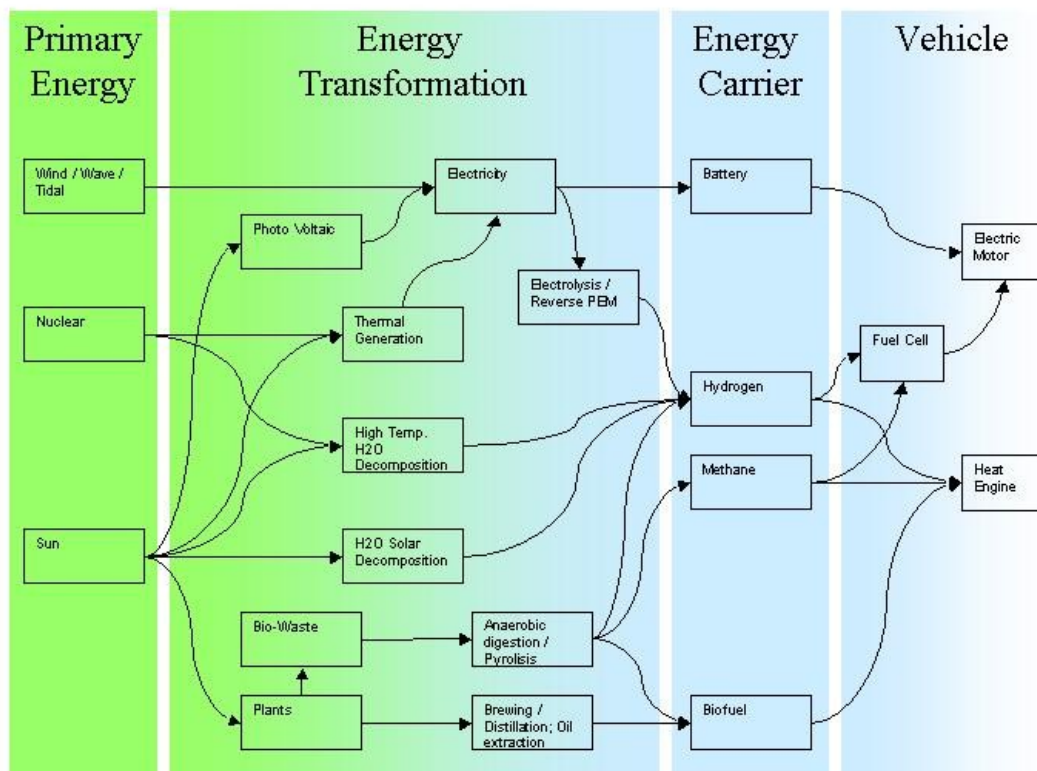 Primary
Energy
Energy
Transformation
Energy
Carrier
Vehicle
Wind / Wave /
Tidal
Electricity
Battery
Photo Voltaic
Electric
Motor
Electrolysis /
Reverse PEM
Nuclear
Thermal
Generation
Fuel Cell
Hydrogen
High Temp.
H2O
Decomposition
Methane
Heat
Engine
Sun
H2O Solar
Decomposition
Bio-Waste
Anaerobic
digestion /
Pyrolisis
Plants
Brewing /
Distillation; Oil
extraction
Biofuel